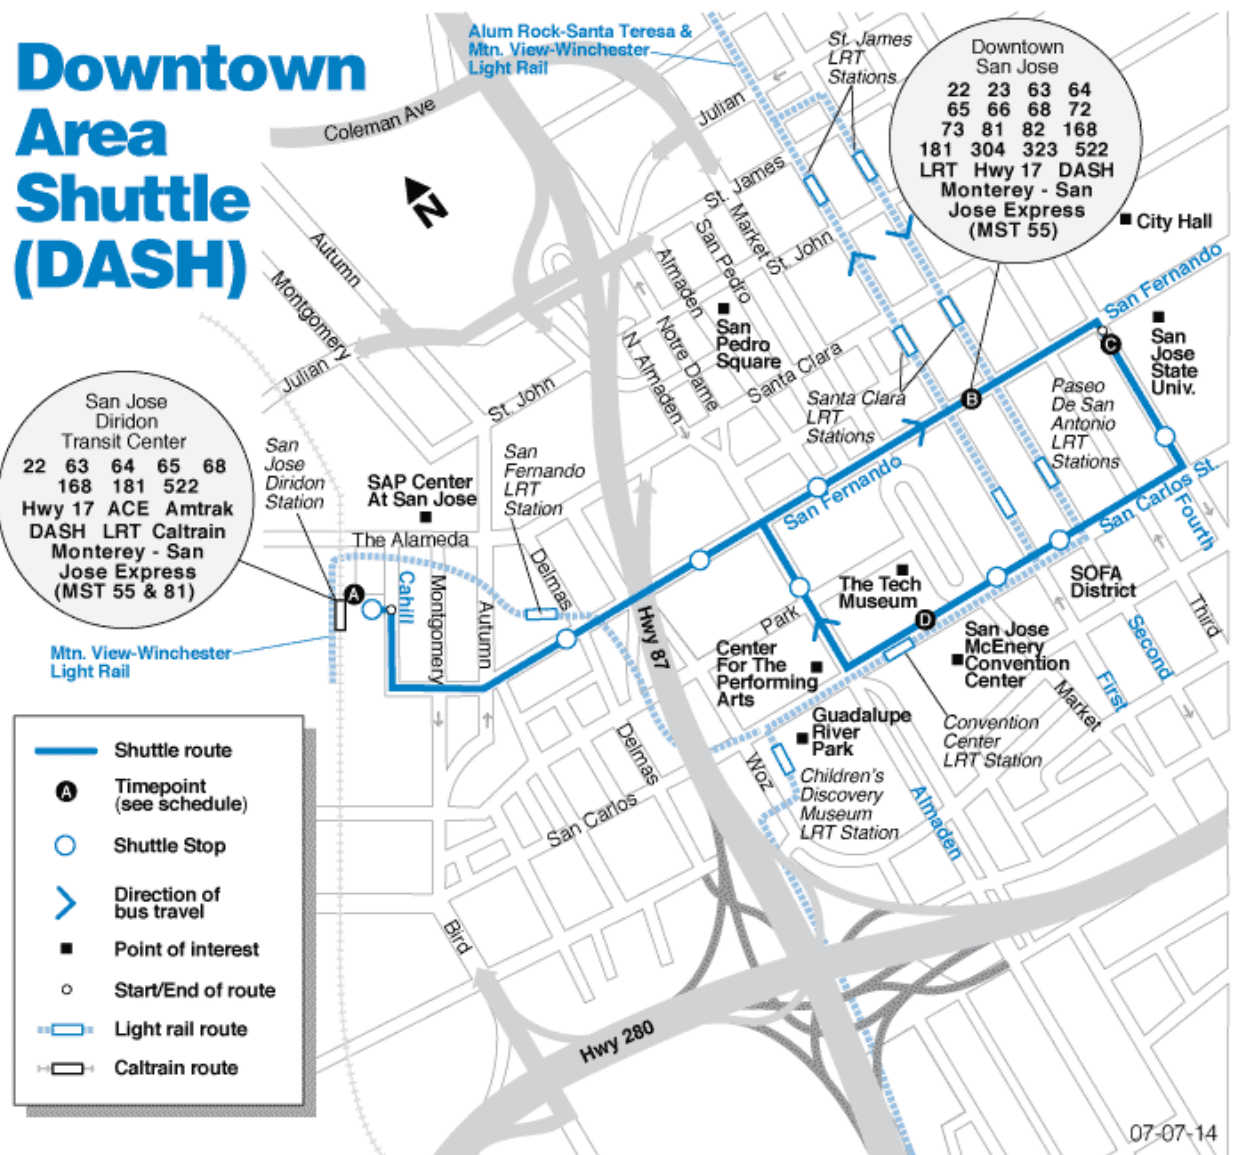 Downtown
Area
Shuttle
(DASH)
Alum Rock-Santa Teresa &
Mtn. View-Winchester
Light Rail
St. James
LRT
Stations
Downtown
San Jose
22 23 63 64
65 66 68 72
73 81 82 168
181 304 323 522
LRT Hwy 17 DASH
Monterey - San
Jose Express
(MST 55)
City Hall
Coleman Ave
Julian
St. James
Market
San Pedro
St. John
Almaden
N
Autumn
Montgomery
Julian
San Fernando
San
Pedro
Square
Notre Dame
N Almaden
Santa Clara
St. John
San
Jose
State
Univ.
C
B
Santa Clara
LRT
Stations
Paseo
De San
Antonio
LRT
Stations
San Jose
Diridon
Transit Center
22 63 64 65 68
168 181 522
Hwy 17 ACE Amtrak
DASH LRT Caltrain
Monterey - San
Jose Express
(MST 55 & 81)
San
Jose
Diridon
Station
SAP Center
At San Jose
The Alameda
San
Fernando
LRT
Station
San Fernando
San Carlos St.
Fourth
A
Cahill
Montgomery
Autumn
Delmas
Hwy 87
Park
The Tech
Museum
SOFA
District
Third
D
Center
For The
Performing
Arts
San Jose
McEnery
Convention
Center
Second
First
Market
Mtn. View-Winchester
Light Rail
Guadalupe
River
Park
Convention
Center
LRT Station
Delmas
Woz
Children's
Discovery
Museum
LRT Station
Almaden
San Carlos
Bird
Hwy 280
Shuttle route
A
Timepoint
(see schedule)
Shuttle Stop
Direction of
bus travel
Point of interest
Start/End of route
Light rail route
Caltrain route
07-07-14